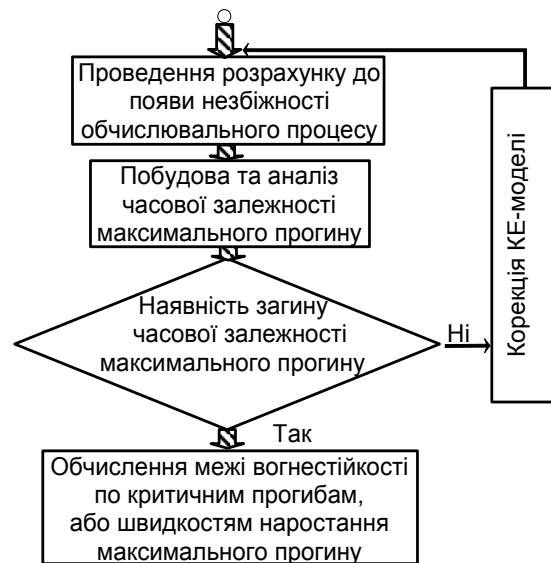 Проведення розрахунку до
появи незбіжності
обчислювального процесу
Побудова та аналіз
часової залежності
максимального прогину
Наявність загину
часової залежності
максимального прогину
Ні
Корекція КЕ-моделі
Так
Обчислення межі вогнестійкості
по критичним прогибам,
або швидкостям наростання
максимального прогину